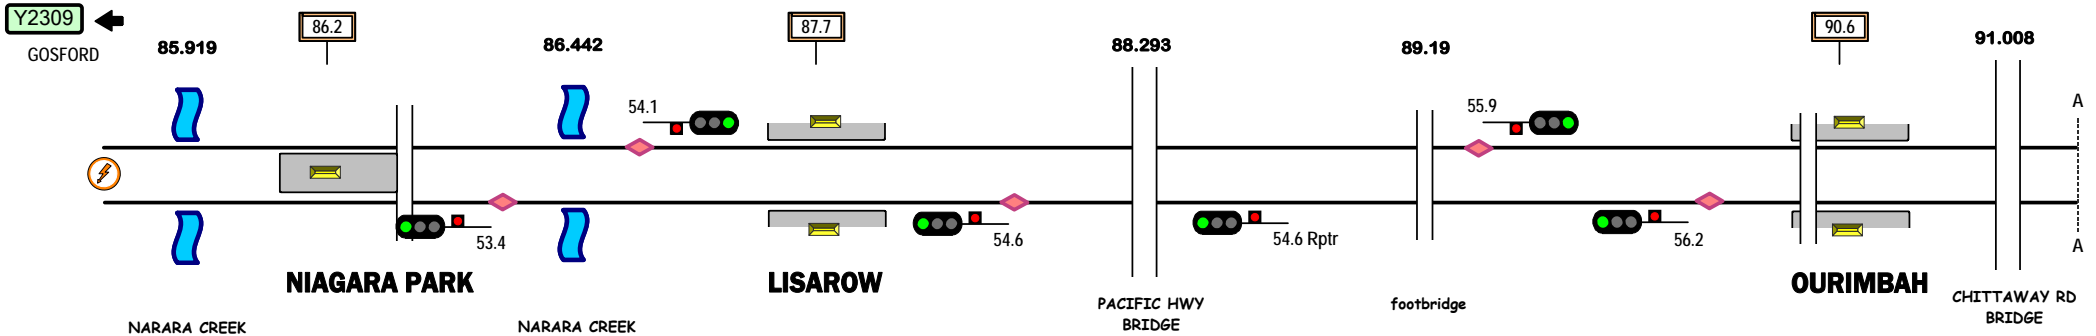 Y2309
GOSFORD
85.919
86.2
86.442
87.7
88.293
89.19
90.6
91.008
54.1
55.9
A
53.4
54.6
54.6 Rptr
56.2
A
NIAGARA PARK
LISAROW
OURIMBAH
NARARA CREEK
NARARA CREEK
PACIFIC HWY
BRIDGE
footbridge
CHITTAWAY RD
BRIDGE